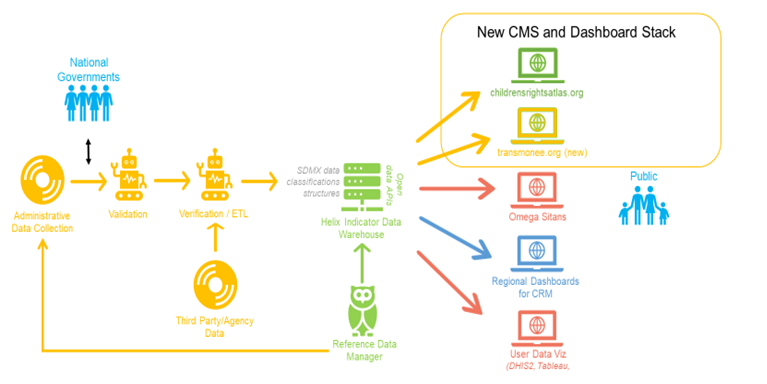 New CMS and Dashboard Stack
National
Governments
childrensrightsatlas.org
transmonee.org (new)
SDMX data
classifications
structures
Open
data APIs
Public
Administrative
Data Collection
Validation
Verification / ETL
Helix Indicator Data
Warehouse
Omega Sitans
Regional Dashboards
for CRM
Third Party/Agency
Data
Reference Data
Manager
User Data Viz
(DHIS2, Tableau,